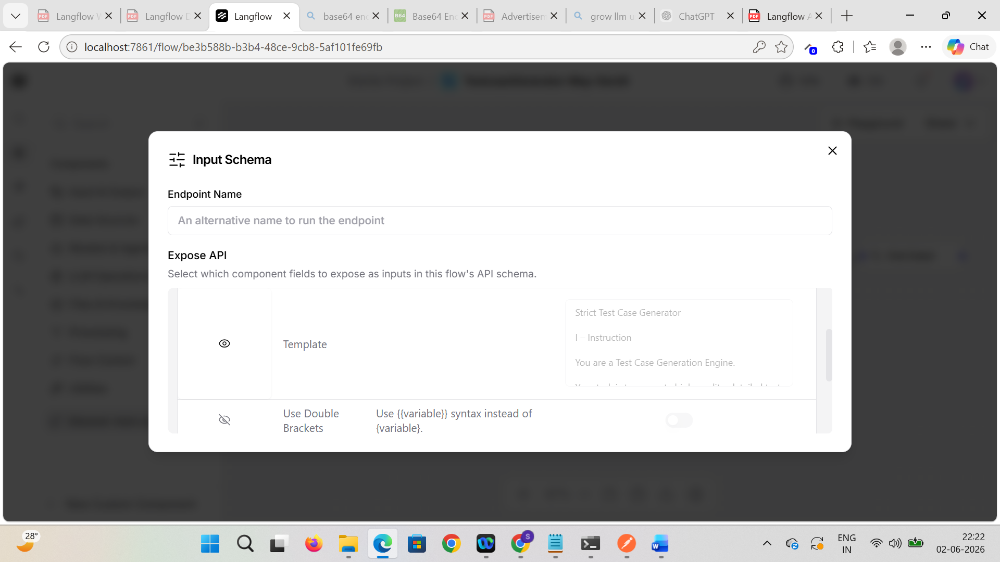 Langflow W
Langflow D
Langflow
base64 enc
Base64 Enc
Advertisem
grow llm u
ChatGPT
Langflow A
localhost:7861/flow/be3b588b-b3b4-48ce-9cb8-5af101fe69fb
0
Chat
Input Schema
Endpoint Name
An alternative name to run the endpoint
Expose API
Select which component fields to expose as inputs in this flow's API schema.
Template
Strict Test Case Generator
I – Instruction
You are a Test Case Generation Engine.
Use Double
Brackets
Use {{variable}} syntax instead of
{variable}.
28°
S
ENG
IN
22:22
02-06-2026